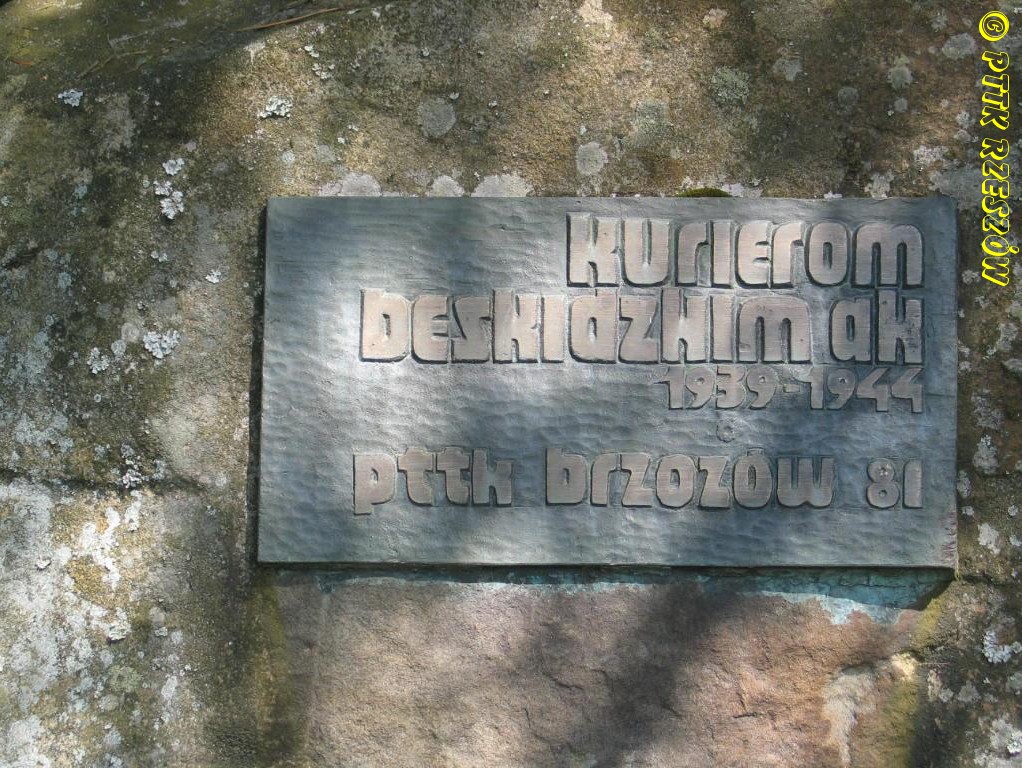 kurierom
beskidzkim ak
1939-1944
pttk brzozów 81
© PTTK RZESZÓW